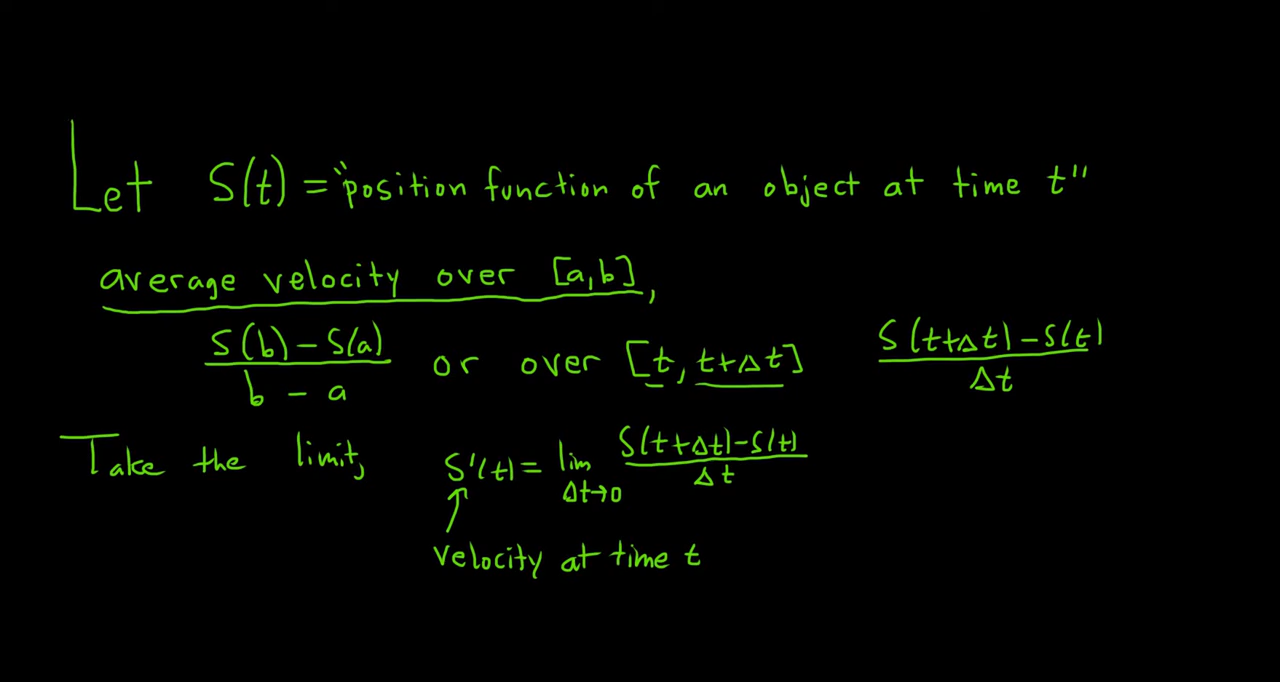 Let S(t) = "position function of an object at time t"
average velocity over [a,b],
S(b) - S(a) / b - a or over [t, t+Δt] S(t+Δt) - S(t) / Δt
Take the limit, S'(t) = lim Δt→0 S(t+Δt) - S(t) / Δt
↑
velocity at time t